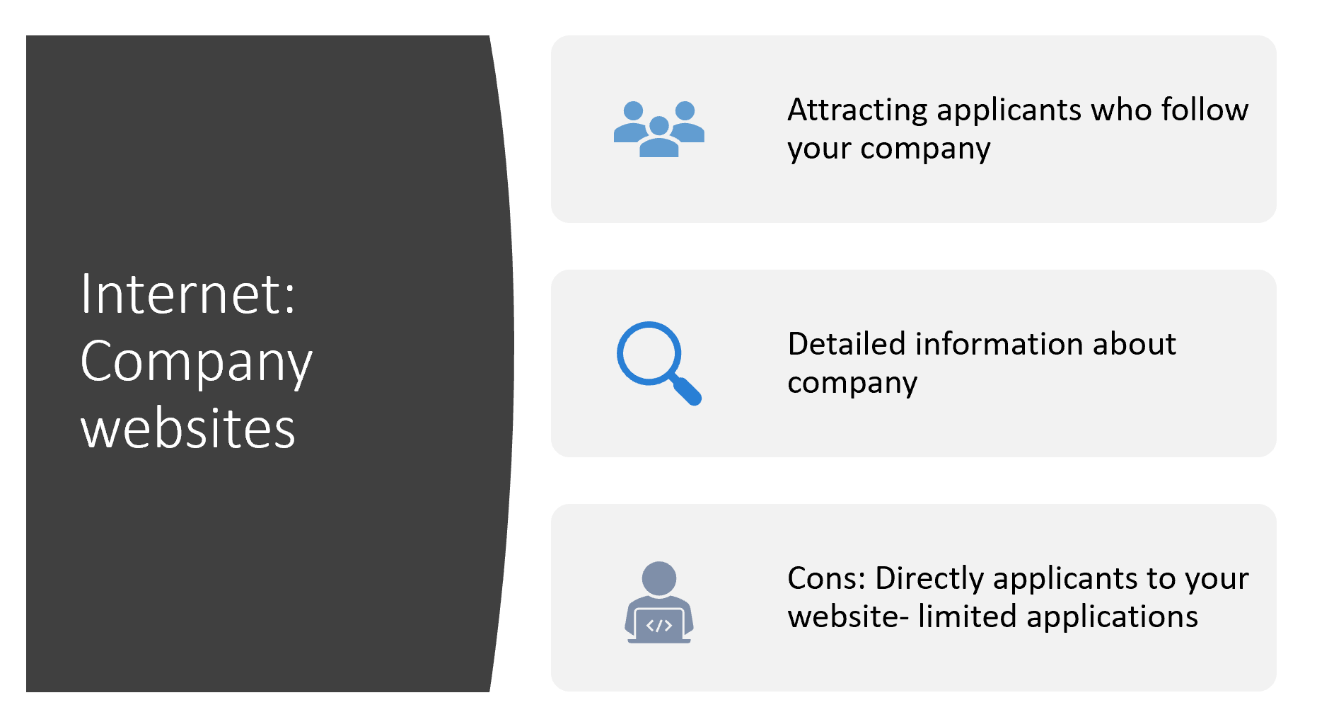 Internet:
Company
websites
Attracting applicants who follow
your company
Detailed information about
company
Cons: Directly applicants to your
website- limited applications